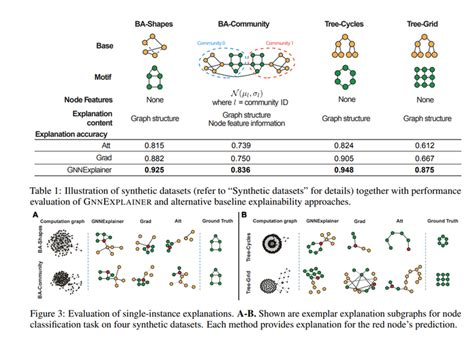 BA-Shapes BA-Community Tree-Cycles Tree-Grid
Base
Community 0 Community 1
Motif
Node Features None 𝒩(μₗ, σₗ) None None
where l = community ID
Explanation content Graph structure Graph structure Node feature information Graph structure Graph structure
Explanation accuracy
Att 0.815 0.739 0.824 0.612
Grad 0.882 0.750 0.905 0.667
GNNExplainer 0.925 0.836 0.948 0.875
Table 1: Illustration of synthetic datasets (refer to “Synthetic datasets” for details) together with performance
evaluation of GNNEXPLAINER and alternative baseline explainability approaches.
A Computation graph GNNExplainer Grad Att Ground Truth
BA-Shapes
BA-Community
B Computation graph GNNExplainer Grad Att Ground Truth
Tree-Cycles
Tree-Grid
Figure 3: Evaluation of single-instance explanations. A-B. Shown are exemplar explanation subgraphs for node
classification task on four synthetic datasets. Each method provides explanation for the red node’s prediction.